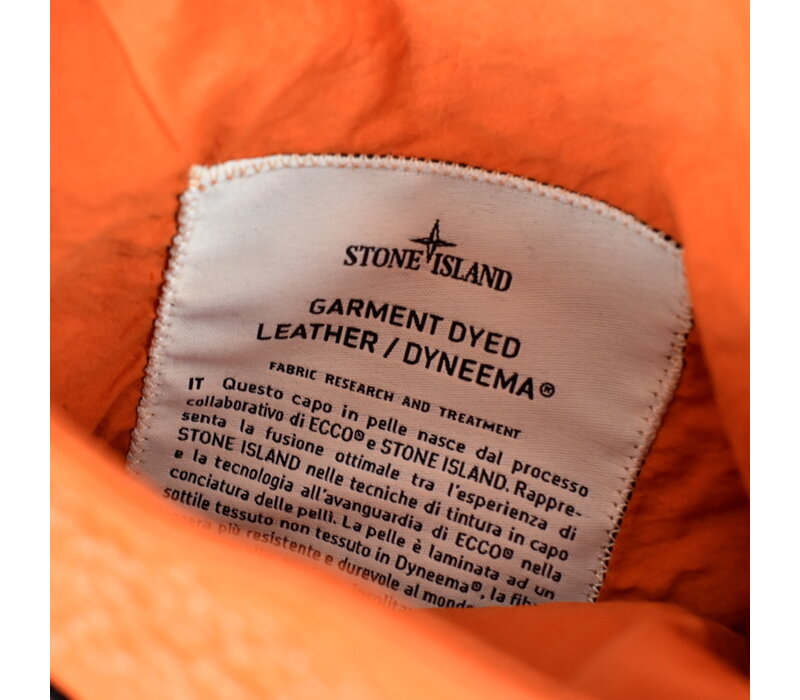 STONE ISLAND
GARMENT DYED
LEATHER / DYNEEMA®
FABRIC RESEARCH AND TREATMENT
IT Questo capo in pelle nasce dal processo
collaborativo di ECCO® e STONE ISLAND. Rappre-
senta la fusione ottimale tra l'esperienza di
STONE ISLAND nelle tecniche di tintura in capo
e la tecnologia all'avanguardia di ECCO® nella
conciatura delle pelli. La pelle è laminata ad un
sottile tessuto non tessuto in Dyneema®, la fib
più resistente e durevole al mondo
insolita